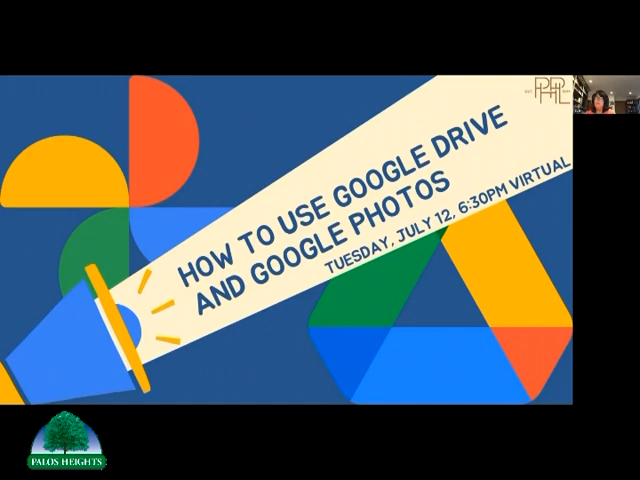 PHPL
HOW TO USE GOOGLE DRIVE
AND GOOGLE PHOTOS
TUESDAY, JULY 12, 6:30PM VIRTUAL
PALOS HEIGHTS